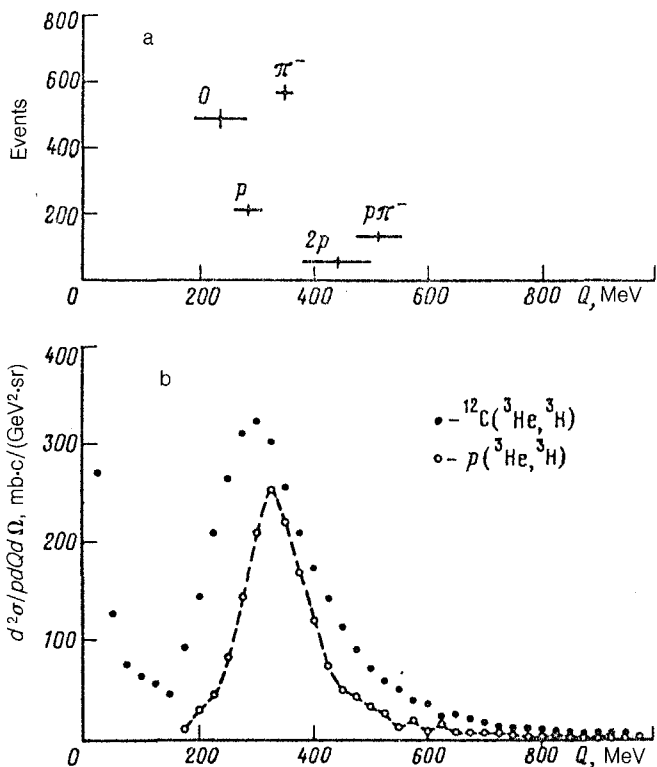 800
a
π⁻
600
0
Events
400
p
pπ⁻
200
2p
0 200 400 600 800 Q, MeV
400
b
d²σ/pdQdΩ, mb·c/(GeV²·sr)
• - ¹²C(³He,³H)
300
○ - p(³He,³H)
200
100
0 200 400 600 800 Q, MeV